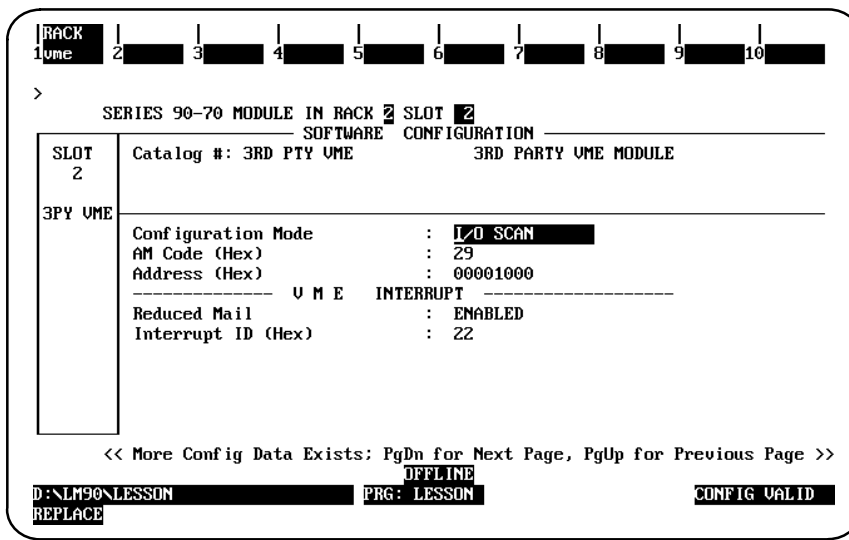 RACK
1vme 2 3 4 5 6 7 8 9 10
>
SERIES 90-70 MODULE IN RACK 2 SLOT 2
SOFTWARE CONFIGURATION
SLOT Catalog #: 3RD PTY VME 3RD PARTY VME MODULE
2
3PY VME
Configuration Mode : I/O SCAN
AM Code (Hex) : 29
Address (Hex) : 00001000
-------------- V M E INTERRUPT -------------------
Reduced Mail : ENABLED
Interrupt ID (Hex) : 22
<< More Config Data Exists; PgDn for Next Page, PgUp for Previous Page >>
OFFLINE
D:\LM90\LESSON PRG: LESSON CONFIG VALID
REPLACE